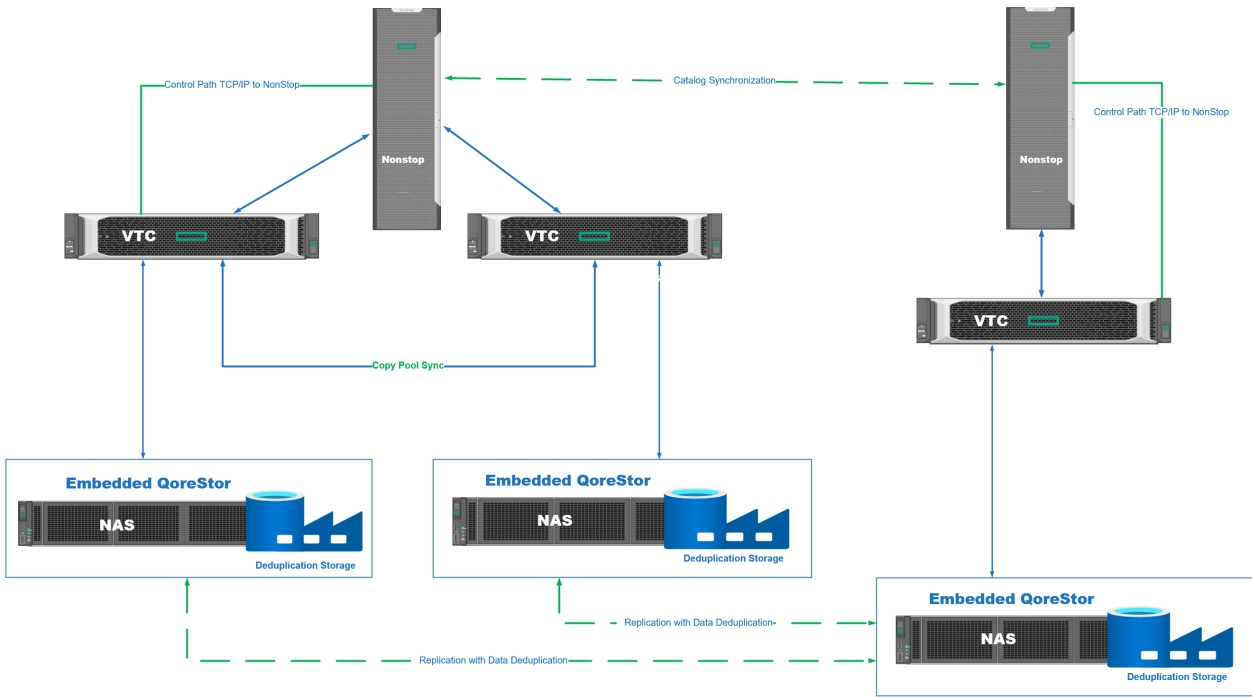 Control Path TCP/IP to NonStop
Catalog Synchronization
Control Path TCP/IP to NonStop
Nonstop
Nonstop
VTC
VTC
VTC
Copy Pool Sync
Embedded QoreStor
NAS
Deduplication Storage
Embedded QoreStor
NAS
Deduplication Storage
Embedded QoreStor
NAS
Deduplication Storage
Replication with Data Deduplication
Replication with Data Deduplication